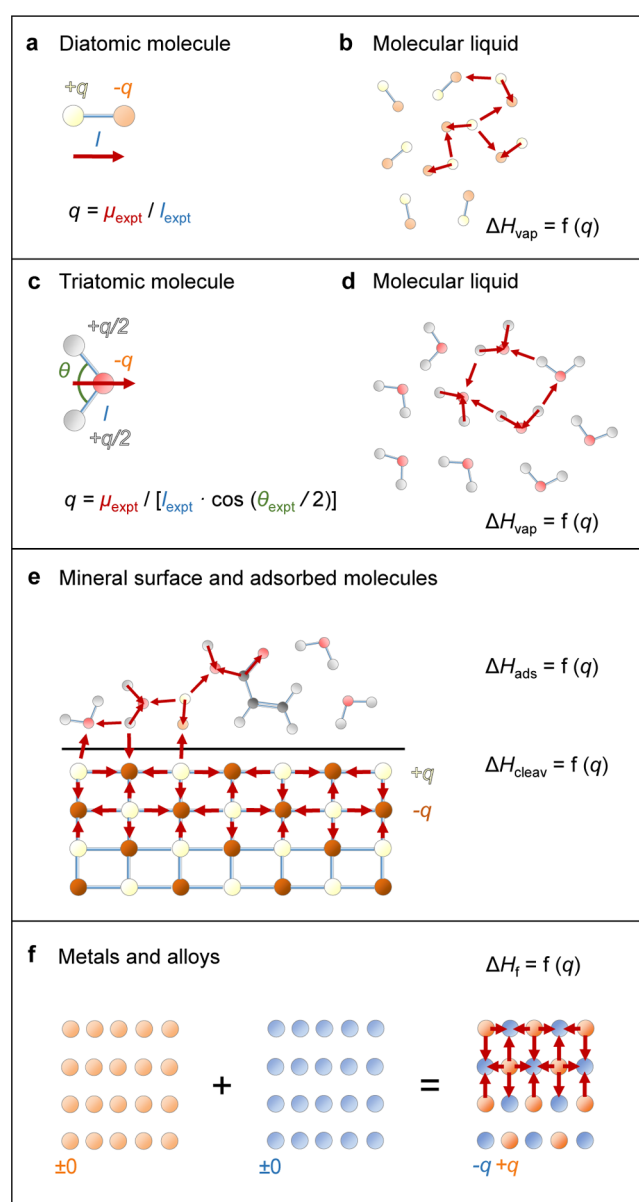 a Diatomic molecule
+q -q
l
q = μexpt / lexpt
b Molecular liquid
ΔHvap = f (q)
c Triatomic molecule
+q/2
-q
θ
l
+q/2
q = μexpt / [lexpt · cos (θexpt / 2)]
d Molecular liquid
ΔHvap = f (q)
e Mineral surface and adsorbed molecules
ΔHads = f (q)
+q
ΔHcleav = f (q)
-q
f Metals and alloys
ΔHf = f (q)
+
=
±0
±0
-q +q